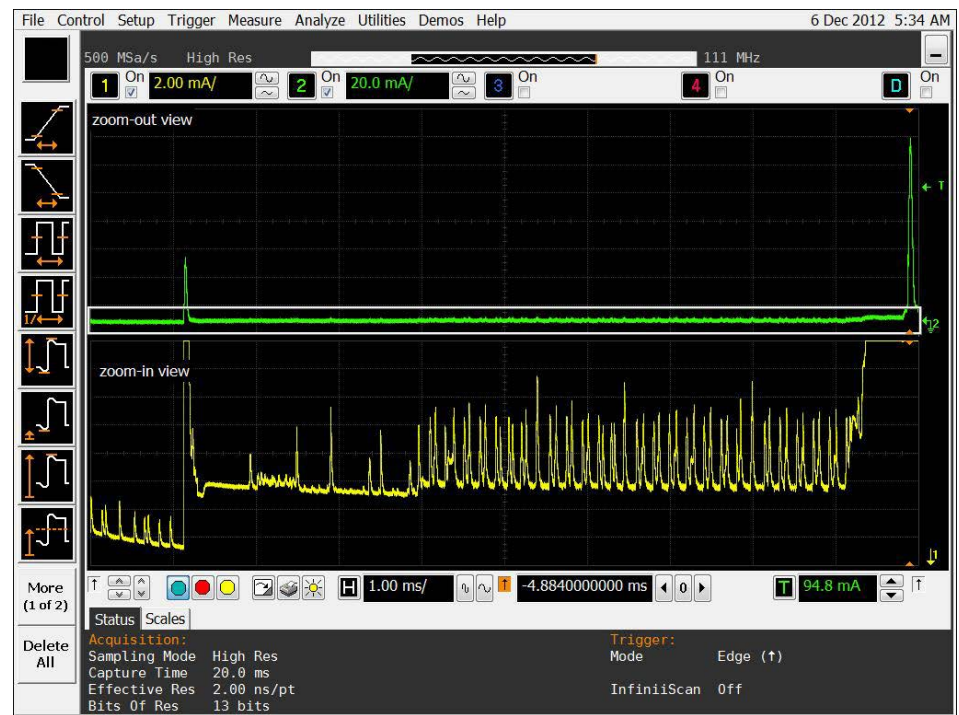 File Control Setup Trigger Measure Analyze Utilities Demos Help 6 Dec 2012 5:34 AM
500 MSa/s High Res 111 MHz
1 On 2.00 mA/ 2 On 20.0 mA/ 3 On 4 On D On
zoom-out view
T
2
zoom-in view
1/
1
More
(1 of 2)
Delete
All
H 1.00 ms/ -4.8840000000 ms 0 T 94.8 mA
Status Scales
Acquisition: Trigger:
Sampling Mode High Res Mode Edge (↑)
Capture Time 20.0 ms
Effective Res 2.00 ns/pt InfiniiScan Off
Bits Of Res 13 bits